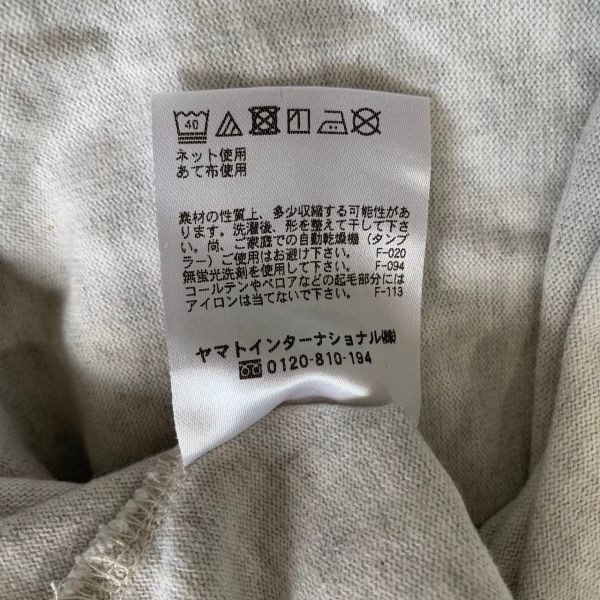 40
ネット使用
あて布使用
素材の性質上、多少収縮する可能性があ
ります。洗濯後、形を整えて干して下さ
い。尚、ご家庭での自動乾燥機（タンブ
ラー）ご使用はお避け下さい。 F-020
無蛍光洗剤を使用して下さい。 F-094
コールテンやベロアなどの起毛部分には
アイロンは当てないで下さい。 F-113
ヤマトインターナショナル㈱
0120-810-194